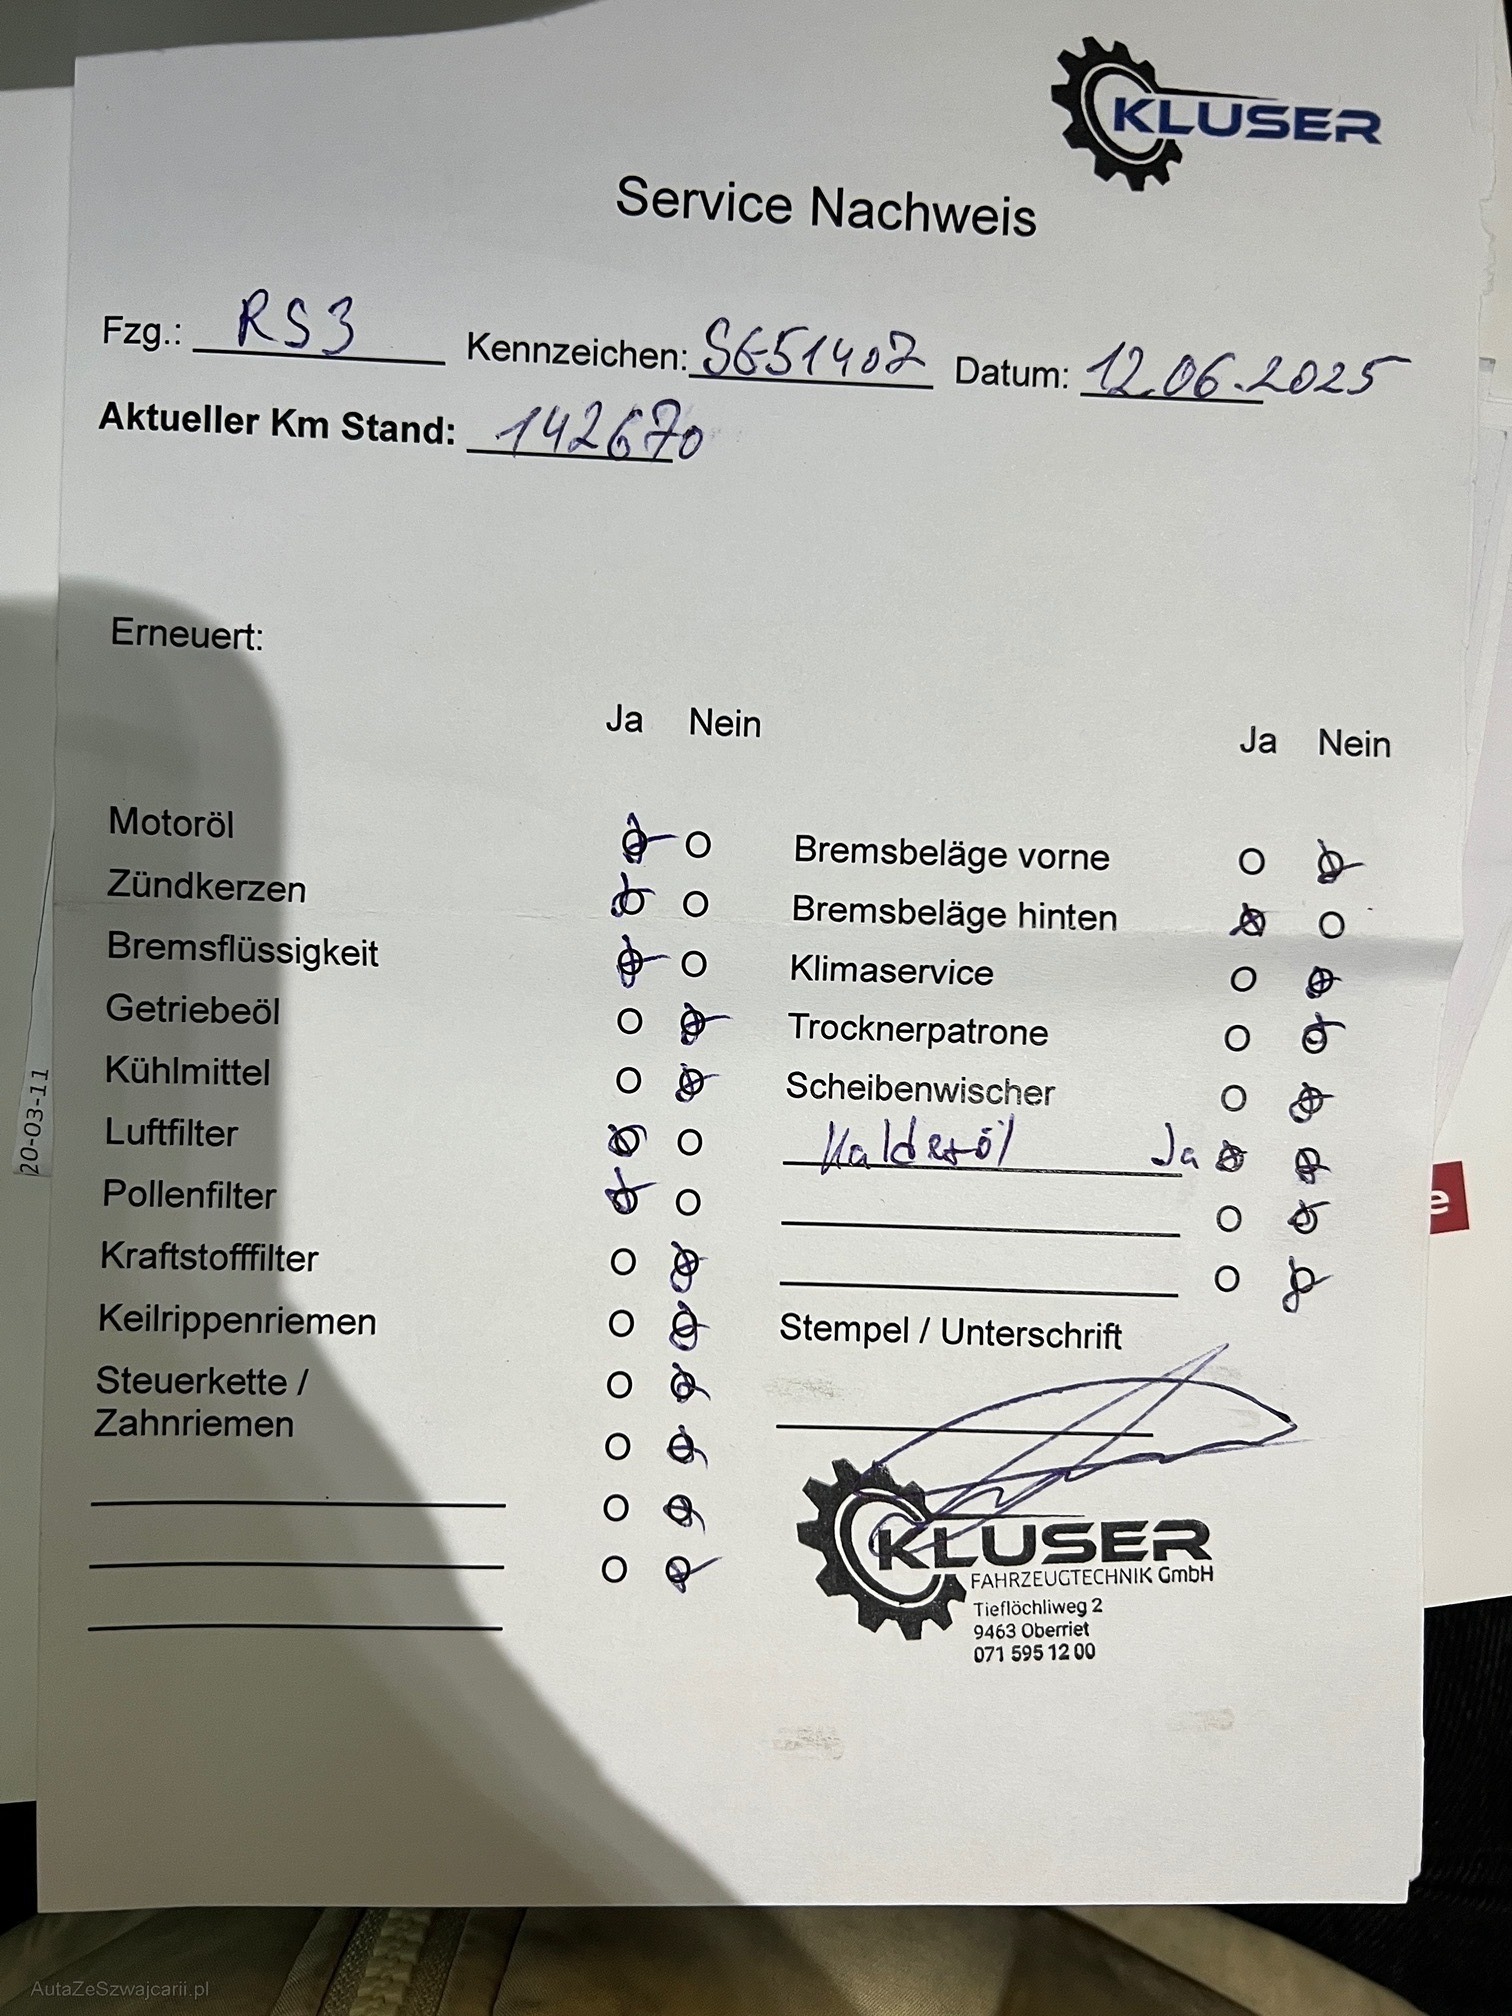 KLUSER
Service Nachweis
Fzg.: RS3 Kennzeichen: SG51407 Datum: 12.06.2025
Aktueller Km Stand: 142670
Erneuert:
Ja Nein
Motoröl
Zündkerzen
Bremsflüssigkeit
Getriebeöl
Kühlmittel
Luftfilter
Pollenfilter
Kraftstofffilter
Keilrippenriemen
Steuerkette /
Zahnriemen
Ja Nein
Bremsbeläge vorne
Bremsbeläge hinten
Klimaservice
Trocknerpatrone
Scheibenwischer
Haldexöl Ja
Stempel / Unterschrift
KLUSER
FAHRZEUGTECHNIK GmbH
Tieflöchliweg 2
9463 Oberriet
071 595 12 00
20-03-11
e
AutaZeSzwajcarii.pl